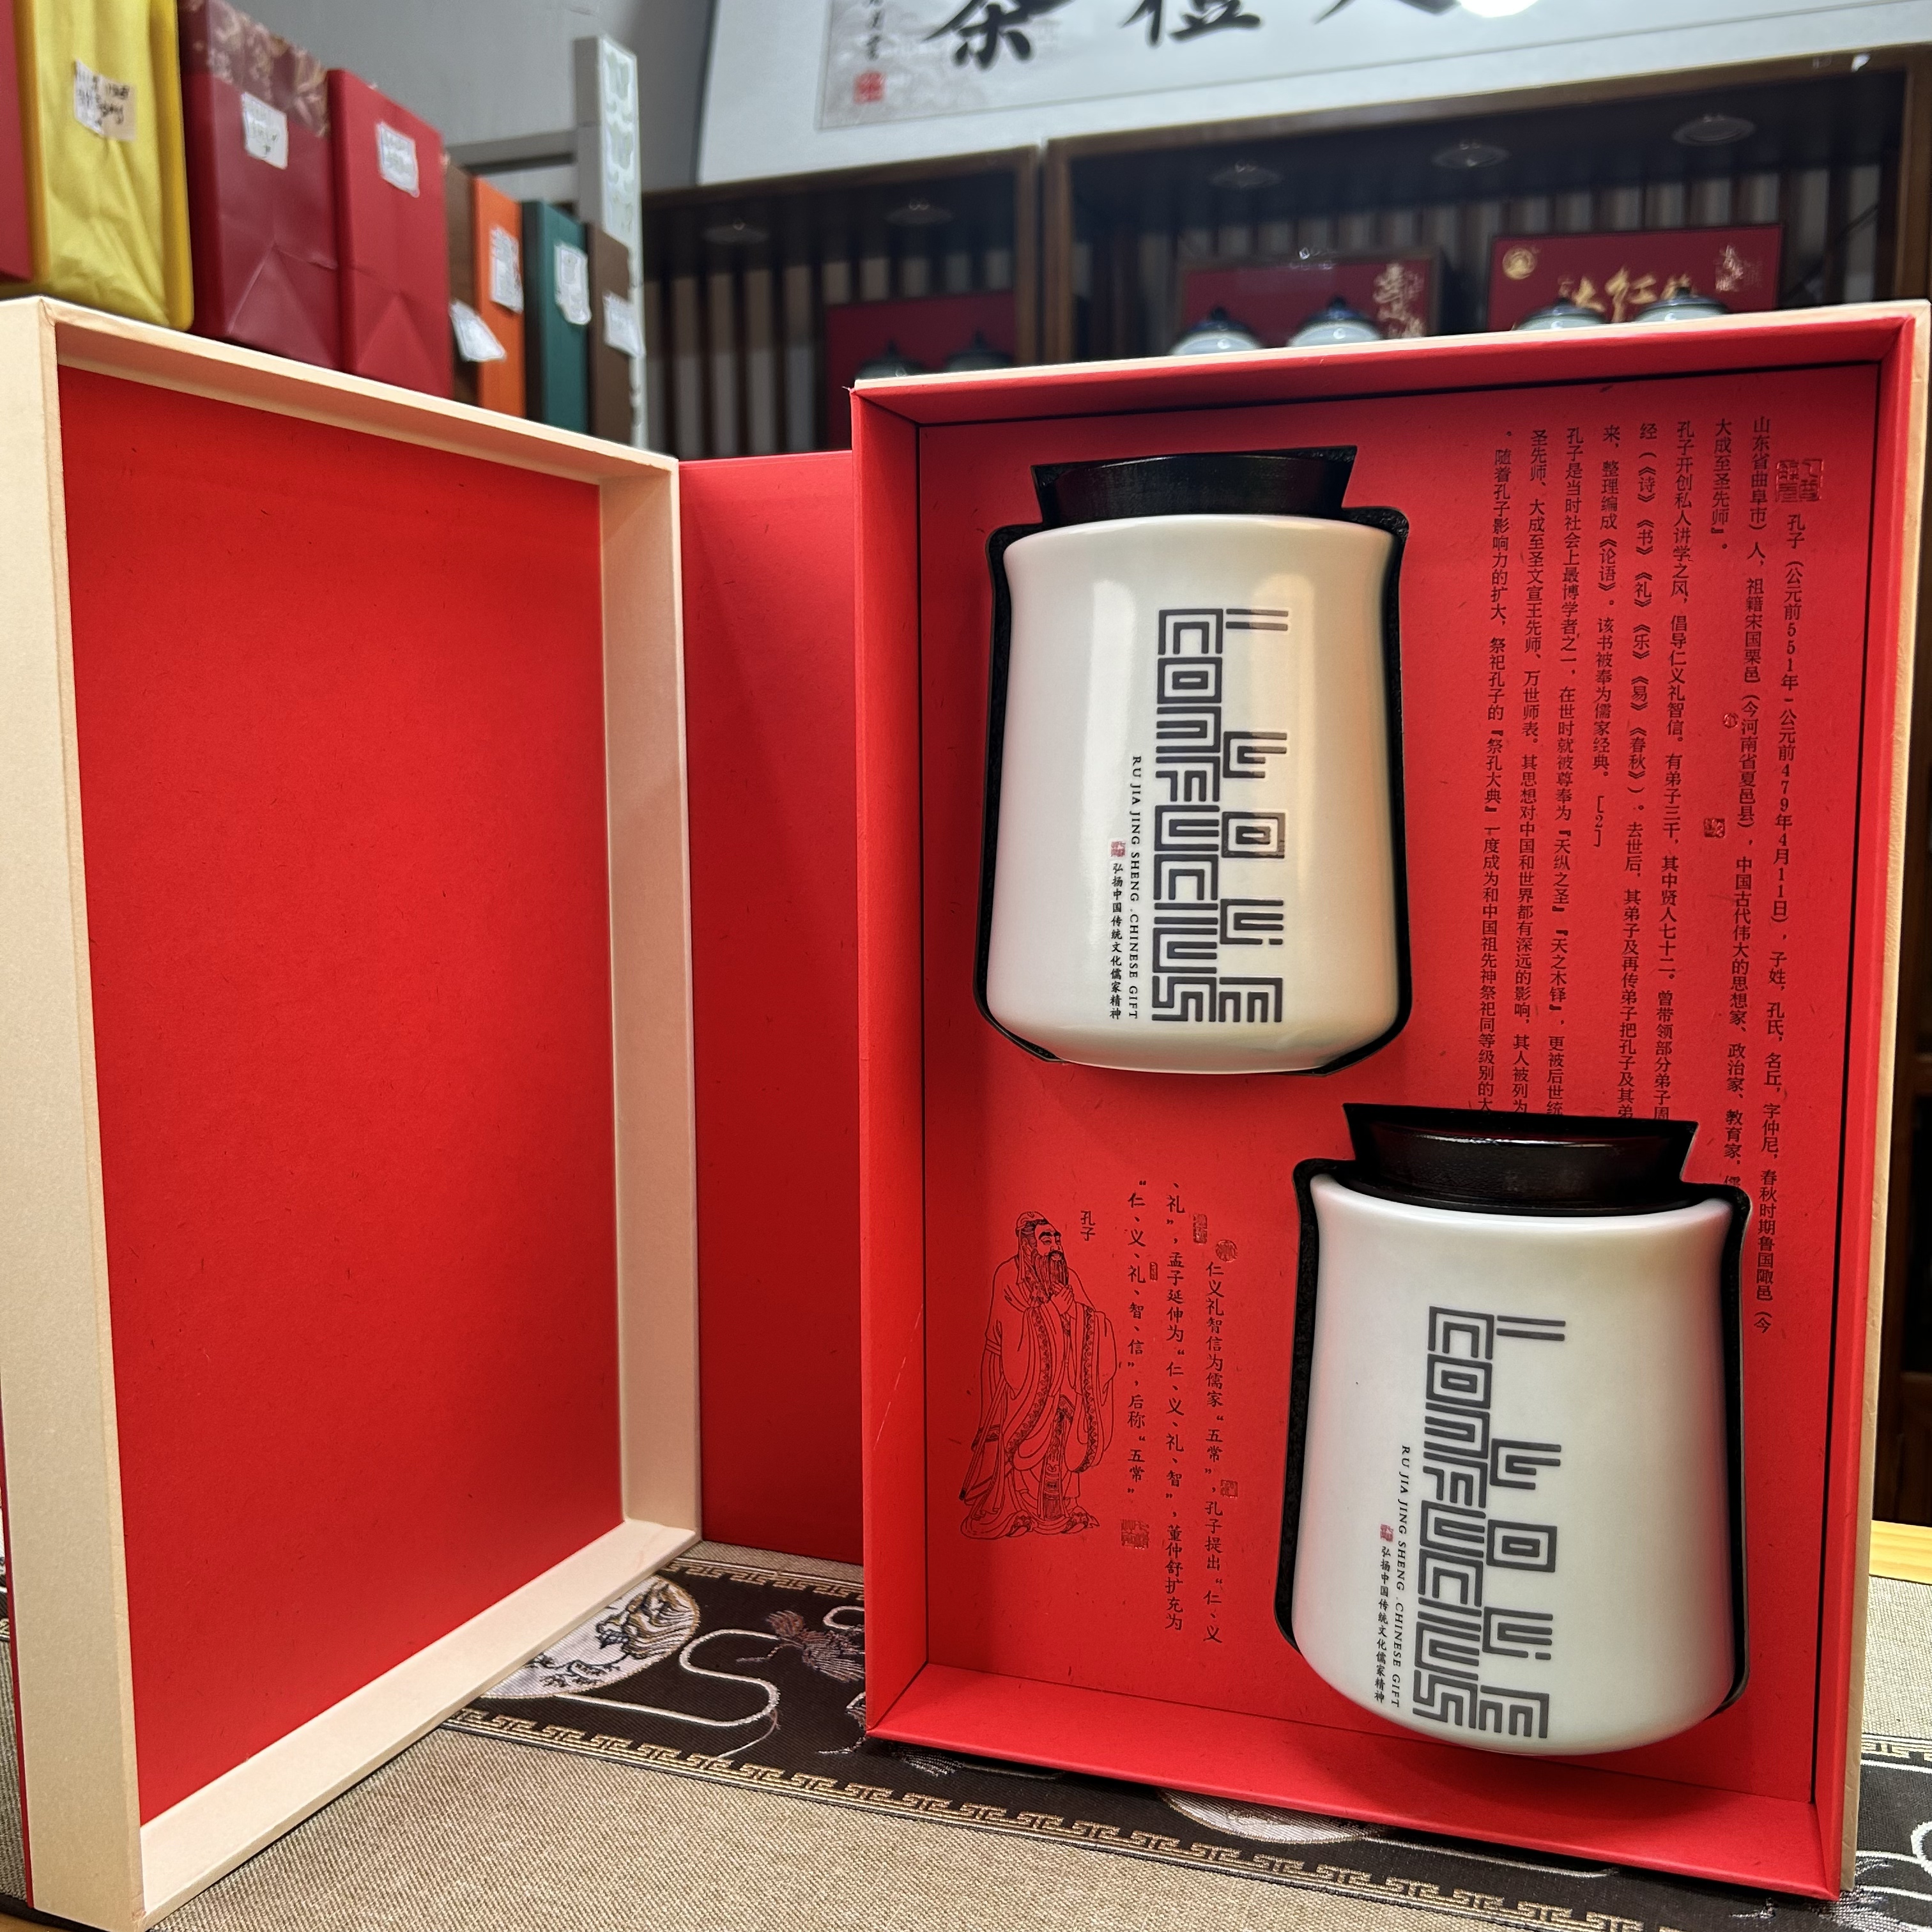 孔子（公元前551年-公元前479年4月11日），子姓，孔氏，名丘，字仲尼，春秋时期鲁国陬邑（今
山东省曲阜市）人，祖籍宋国栗邑（今河南省夏邑县），中国古代伟大的思想家、政治家、教育家，
大成至圣先师』。
孔子开创私人讲学之风，倡导仁义礼智信。有弟子三千，其中贤人七十二。曾带领部分弟子周
经（《诗》《书》《礼》《乐》《易》《春秋》）。去世后，其弟子及再传弟子把孔子及其弟
来，整理编成《论语》。该书被奉为儒家经典。[2]
孔子是当时社会上最博学者之一，在世时就被尊奉为『天纵之圣』『天之木铎』，更被后世统
圣先师、大成至圣文宣王先师、万世师表。其思想对中国和世界都有深远的影响，其人被列为
、随着孔子影响力的扩大，祭祀孔子的『祭孔大典』一度成为和中国祖先神祭祀同等级别的大
I LOVE
CONFUCIUS
RU JIA JING SHENG .CHINESE GIFT
弘扬中国传统文化儒家精神
仁义礼智信为儒家“五常”，孔子提出“仁、义
、礼”，孟子延伸为“仁、义、礼、智”，董仲舒扩充为
“仁、义、礼、智、信”，后称“五常”
孔子
I LOVE
CONFUCIUS
RU JIA JING SHENG .CHINESE GIFT
弘扬中国传统文化儒家精神